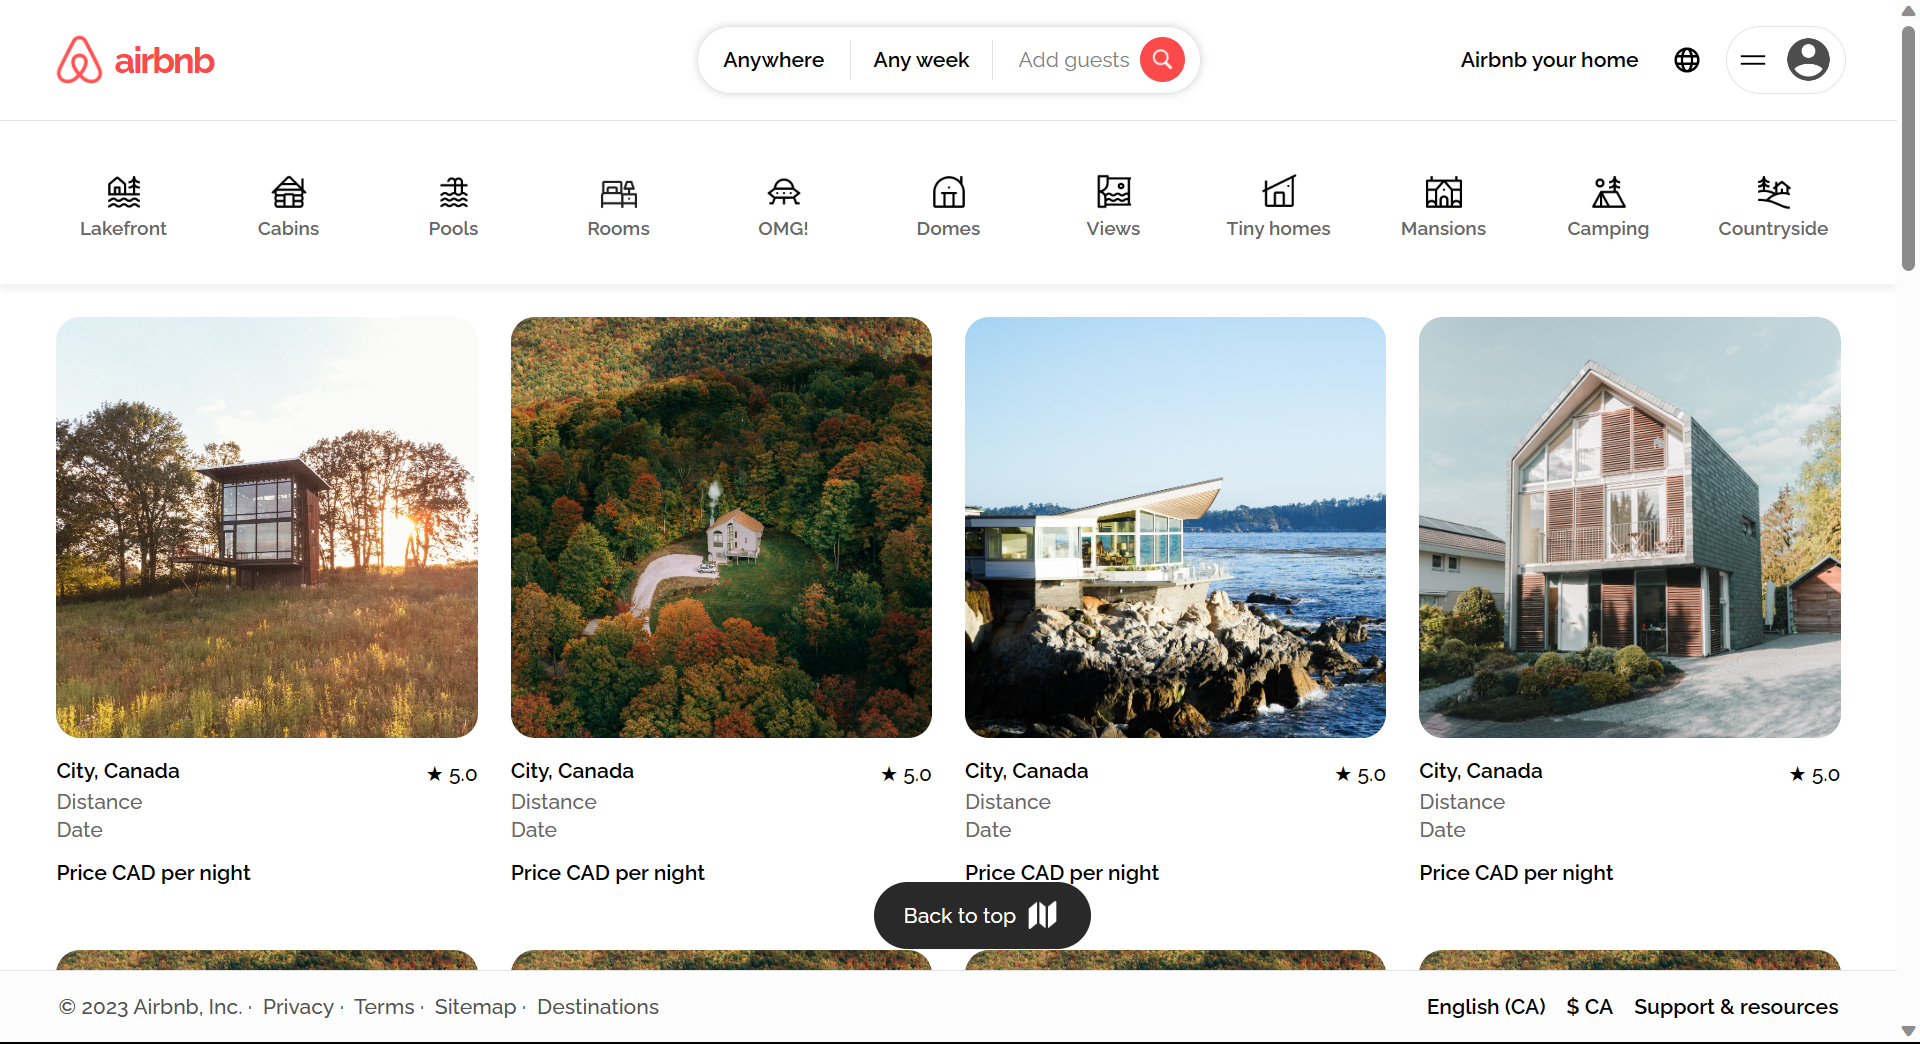 airbnb
Anywhere
Any week
Add guests
Airbnb your home
Lakefront
Cabins
Pools
Rooms
OMG!
Domes
Views
Tiny homes
Mansions
Camping
Countryside
City, Canada
★ 5.0
Distance
Date
Price CAD per night
City, Canada
★ 5.0
Distance
Date
Price CAD per night
City, Canada
★ 5.0
Distance
Date
Price CAD per night
City, Canada
★ 5.0
Distance
Date
Price CAD per night
Back to top
© 2023 Airbnb, Inc. · Privacy · Terms · Sitemap · Destinations
English (CA) $ CA Support & resources